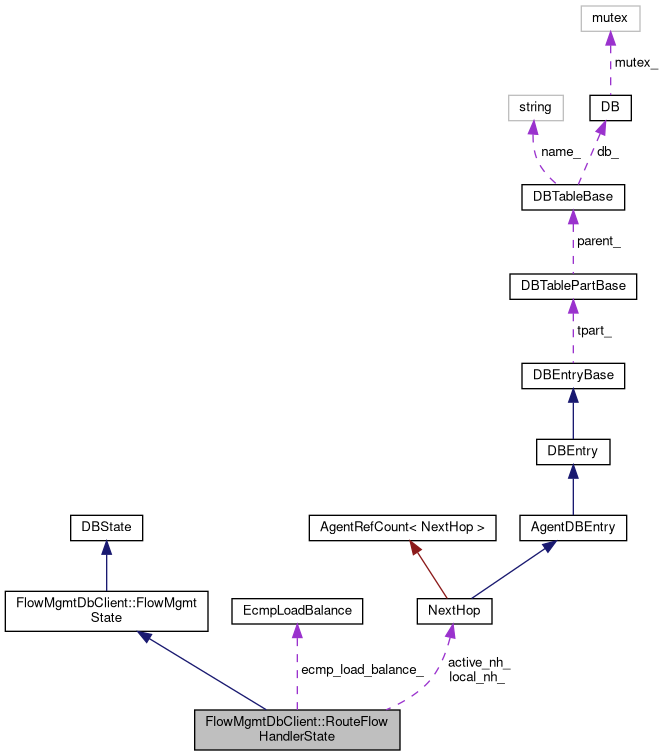 mutex
mutex_
string
DB
name_
db_
DBTableBase
parent_
DBTablePartBase
tpart_
DBEntryBase
DBEntry
DBState
AgentRefCount< NextHop >
AgentDBEntry
FlowMgmtDbClient::FlowMgmt
State
EcmpLoadBalance
NextHop
ecmp_load_balance_
active_nh_
local_nh_
FlowMgmtDbClient::RouteFlow
HandlerState